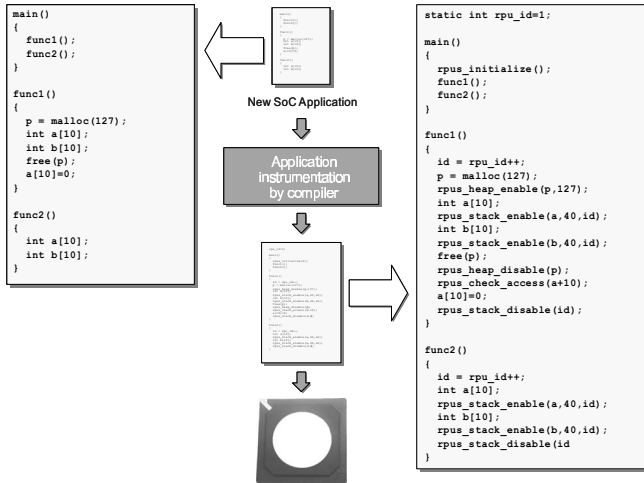 main()
{
func1();
func2();
}
func1()
{
p = malloc(127);
int a[10];
int b[10];
free(p);
a[10]=0;
}
func2()
{
int a[10];
int b[10];
}
New SoC Application
Application
instrumentation
by compiler
static int rpu_id=1;
main()
{
rpus_initialize();
func1();
func2();
}
func1()
{
id = rpu_id++;
p = malloc(127);
rpus_heap_enable(p,127);
int a[10];
rpus_stack_enable(a,40,id);
int b[10];
rpus_stack_enable(b,40,id);
free(p);
rpus_heap_disable(p);
rpus_check_access(a+10);
a[10]=0;
rpus_stack_disable(id);
}
func2()
{
id = rpu_id++;
int a[10];
rpus_stack_enable(a,40,id);
int b[10];
rpus_stack_enable(b,40,id);
rpus_stack_disable(id
}